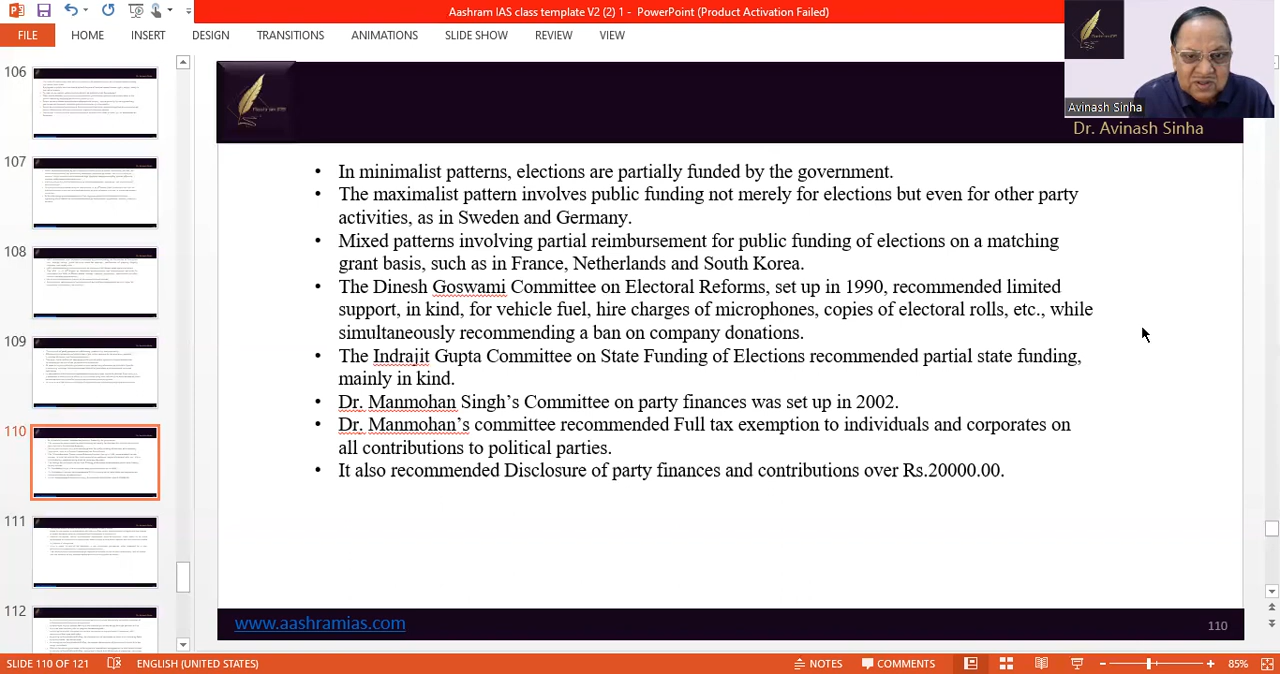 Aashram IAS class template V2 (2) 1 - PowerPoint (Product Activation Failed)
FILE HOME INSERT DESIGN TRANSITIONS ANIMATIONS SLIDE SHOW REVIEW VIEW
Avinash Sinha
Dr. Avinash Sinha
106
107
108
109
110
111
112
• In minimalist patterns, elections are partially funded by the government.
• The maximalist pattern involves public funding not merely for elections but even for other party
activities, as in Sweden and Germany.
• Mixed patterns involving partial reimbursement for public funding of elections on a matching
grant basis, such as in France, Netherlands and South Korea.
• The Dinesh Goswami Committee on Electoral Reforms, set up in 1990, recommended limited
support, in kind, for vehicle fuel, hire charges of microphones, copies of electoral rolls, etc., while
simultaneously recommending a ban on company donations.
• The Indrajit Gupta Committee on State Funding of Elections recommended partial state funding,
mainly in kind.
• Dr. Manmohan Singh's Committee on party finances was set up in 2002.
• Dr. Manmohan's committee recommended Full tax exemption to individuals and corporates on
all contributions to political parties.
• It also recommended Disclosure of party finances and contributions over Rs.20000.00.
www.aashramias.com
110
SLIDE 110 OF 121 ENGLISH (UNITED STATES) NOTES COMMENTS 85%